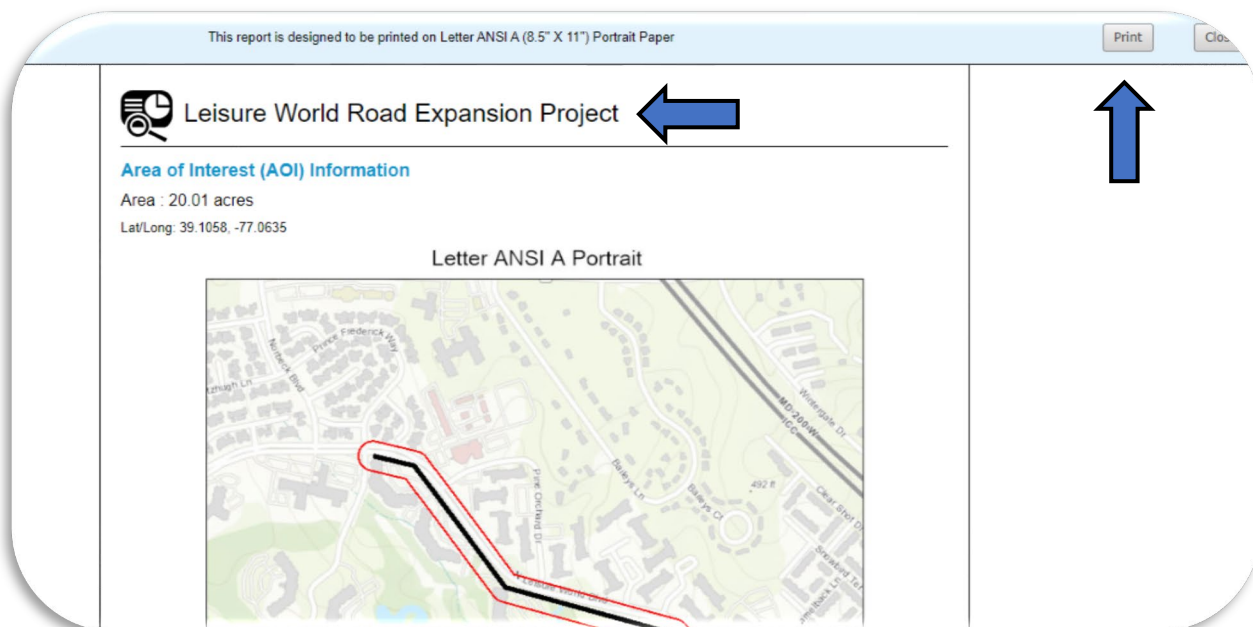 This report is designed to be printed on Letter ANSI A (8.5" X 11") Portrait Paper
Print
Leisure World Road Expansion Project
Area of Interest (AOI) Information
Area : 20.01 acres
Lat/Long: 39.1058, -77.0635
Letter ANSI A Portrait
Prince Frederick Way
Norbeck Blvd
MD-200 W
ICC
Wintergate Dr
Pine Orchard Dr
Baileys Ln
Baileys Ct
492 ft
Clear Shot Dr
Snowbird Ter
Leisure World Blvd